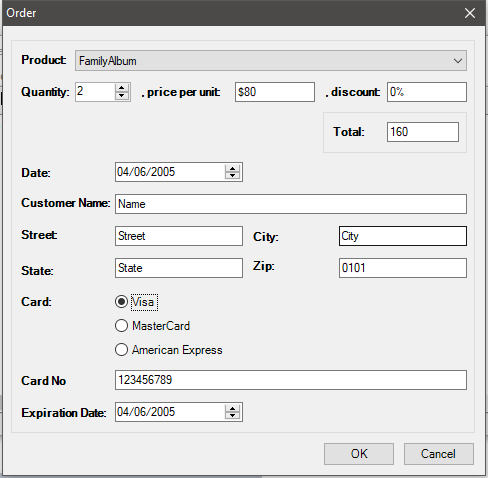 Order
Product: FamilyAlbum
Quantity: 2 , price per unit: $80 , discount: 0%
Total: 160
Date: 04/06/2005
Customer Name: Name
Street: Street City: City
State: State Zip: 0101
Card: Visa
MasterCard
American Express
Card No 123456789
Expiration Date: 04/06/2005
OK Cancel